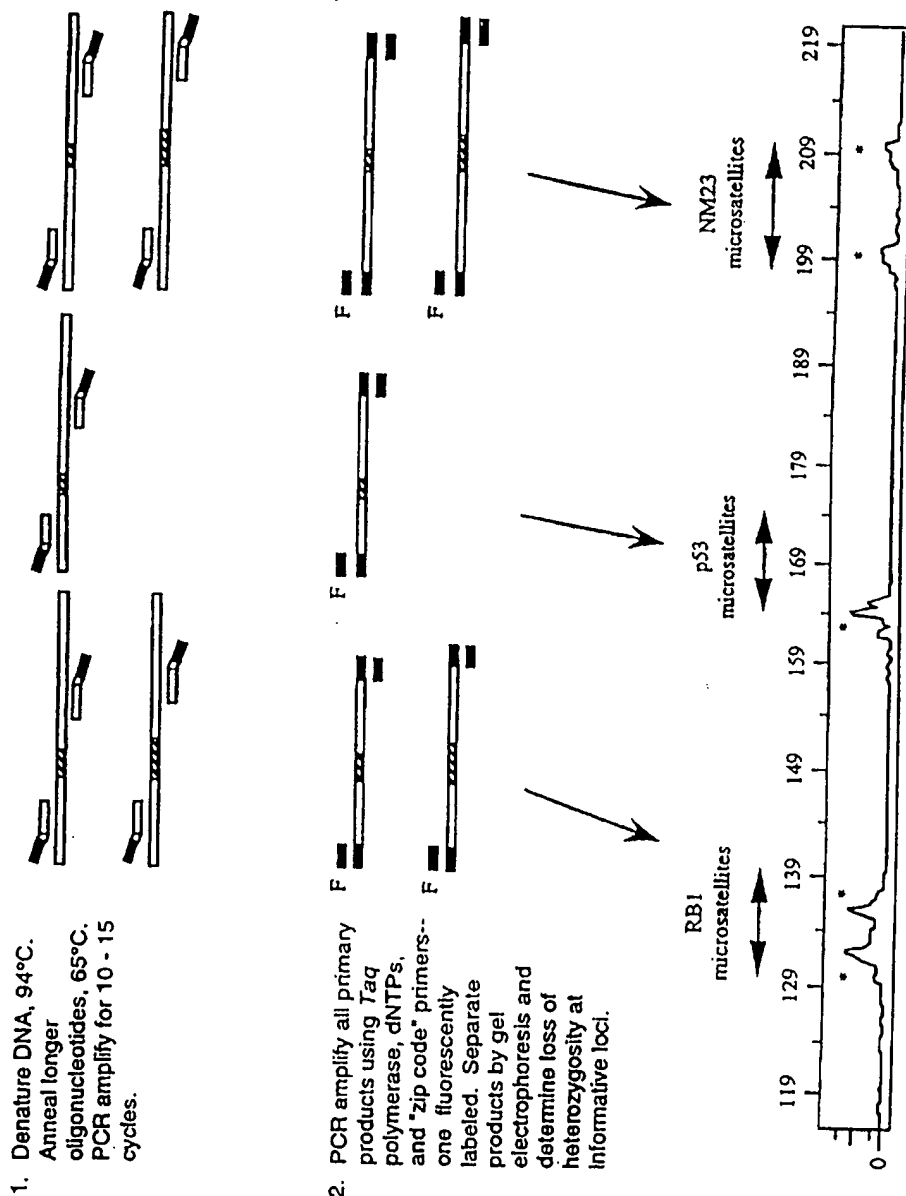 1. Denature DNA, 94°C.
Anneal longer
oligonucleotides, 65°C.
PCR amplify for 10 - 15
cycles.
2. PCR amplify all primary
products using Taq
polymerase, dNTPs,
and "zip code" primers--
one fluorescently
labeled. Separate
products by gel
electrophoresis and
determine loss of
heterozygosity at
Informative loci.
F
F
F
F
F
RB1
microsatellites
p53
microsatellites
NM23
microsatellites
119 129 139 149 159 169 179 189 199 209 219
* * * * *
0